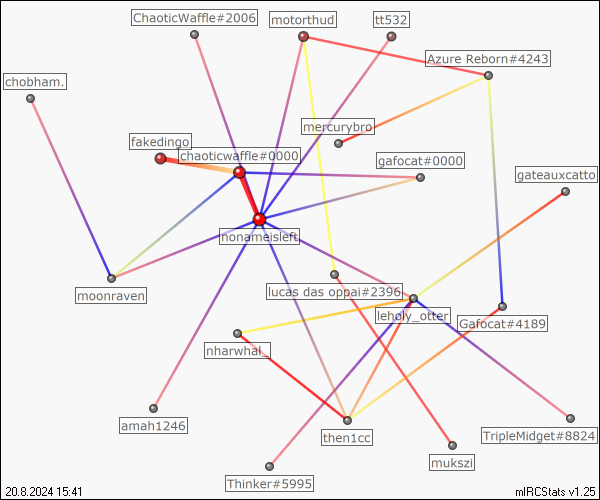 ChaoticWaffle#2006
motorthud
tt532
Azure Reborn#4243
chobham.
mercurybro
fakedingo
chaoticwaffle#0000
gafocat#0000
gateauxcatto
nonameisleft
moonraven
lucas das oppai#2396
leholy_otter
Gafocat#4189
nharwhal_
amah1246
then1cc
TripleMidget#8824
mukszi
Thinker#5995
20.8.2024 15:41
mIRCStats v1.25